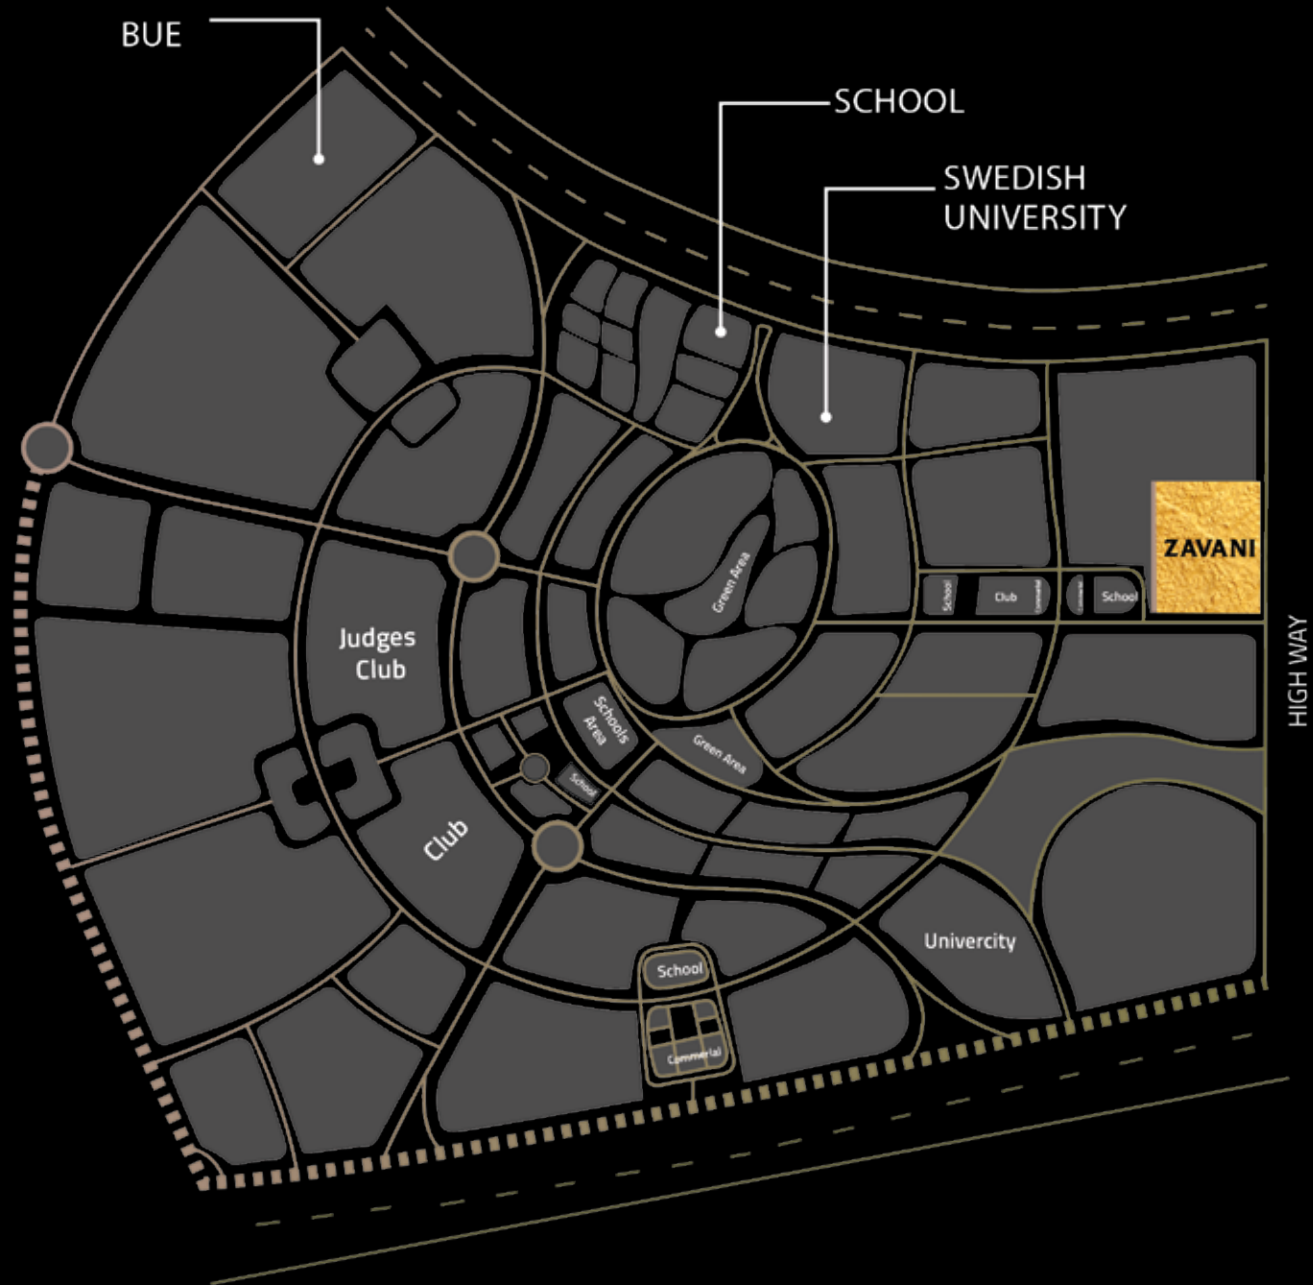 BUE
SCHOOL
SWEDISH
UNIVERSITY
Green Area
ZAVANI
School
Club
Commercial
School
Judges
Club
HIGH WAY
Schools
Area
Green Area
School
Club
Univercity
School